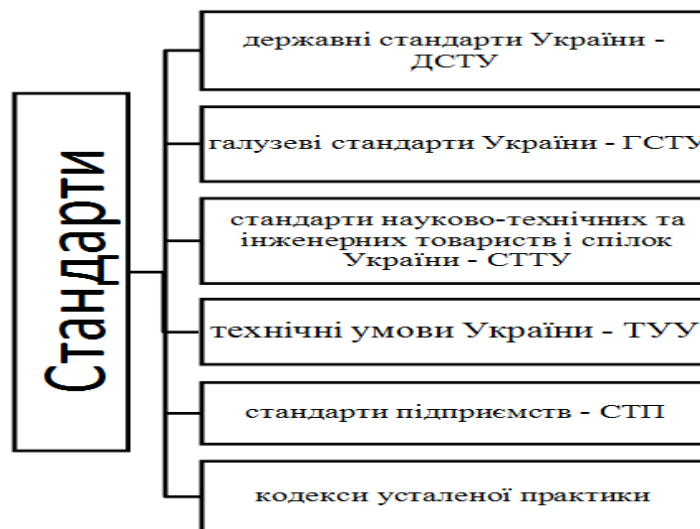 Стандарти
державні стандарти України -
ДСТУ
галузеві стандарти України - ГСТУ
стандарти науково-технічних та
інженерних товариств і спілок
України - СТТУ
технічні умови України - ТУУ
стандарти підприємств - СТП
кодекси усталеної практики